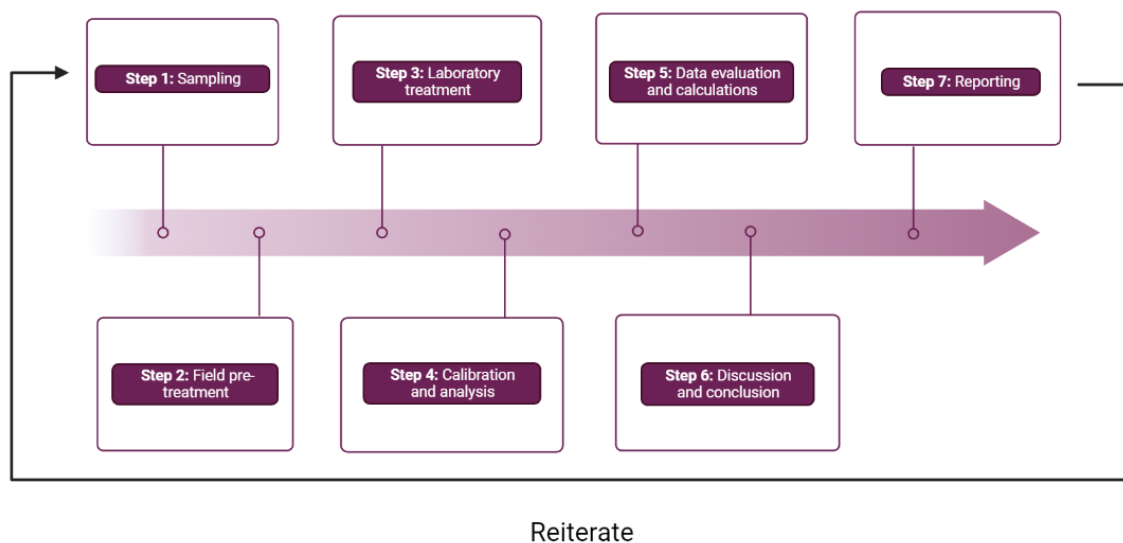 Step 1: Sampling
Step 3: Laboratory
treatment
Step 5: Data evaluation
and calculations
Step 7: Reporting
Step 2: Field pre-
treatment
Step 4: Calibration
and analysis
Step 6: Discussion
and conclusion
Reiterate